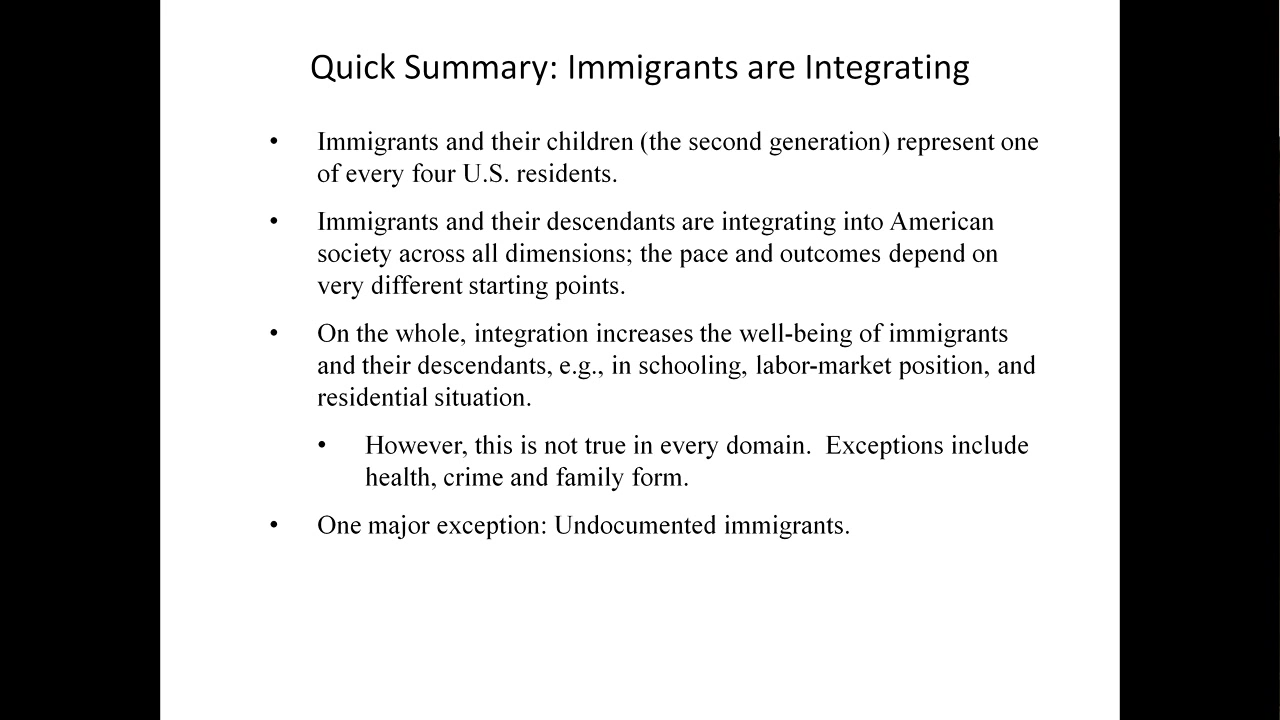 Quick Summary: Immigrants are Integrating
• Immigrants and their children (the second generation) represent one
of every four U.S. residents.
• Immigrants and their descendants are integrating into American
society across all dimensions; the pace and outcomes depend on
very different starting points.
• On the whole, integration increases the well-being of immigrants
and their descendants, e.g., in schooling, labor-market position, and
residential situation.
• However, this is not true in every domain.  Exceptions include
health, crime and family form.
• One major exception: Undocumented immigrants.